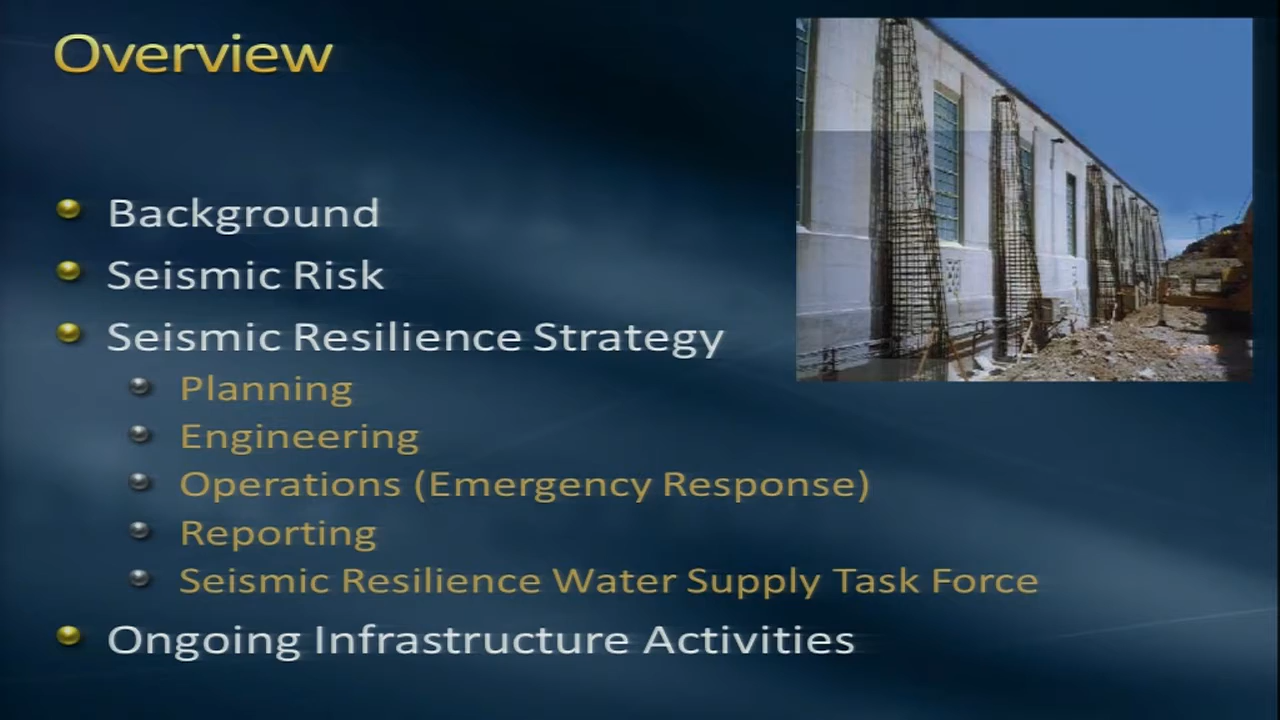 Overview
Background
Seismic Risk
Seismic Resilience Strategy
Planning
Engineering
Operations (Emergency Response)
Reporting
Seismic Resilience Water Supply Task Force
Ongoing Infrastructure Activities